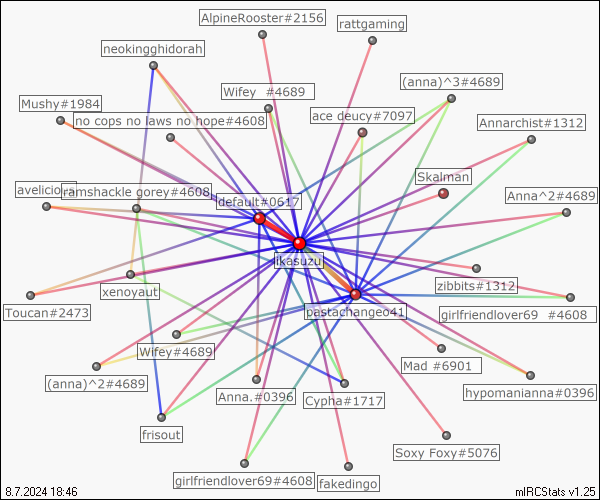 AlpineRooster#2156
rattgaming
neokingghidorah
Wifey #4689
(anna)^3#4689
Mushy#1984
no cops no laws no hope#4608
ace deucy#7097
Annarchist#1312
Skalman
avelicio
ramshackle gorey#4608
default#0617
Anna^2#4689
ikasuzu
xenoyaut
zibbits#1312
Toucan#2473
pastachangeo41
girlfriendlover69 #4608
Wifey#4689
Mad #6901
(anna)^2#4689
Anna.#0396
Cypha#1717
hypomanianna#0396
frisout
Soxy Foxy#5076
girlfriendlover69#4608
fakedingo
8.7.2024 18:46
mIRCStats v1.25